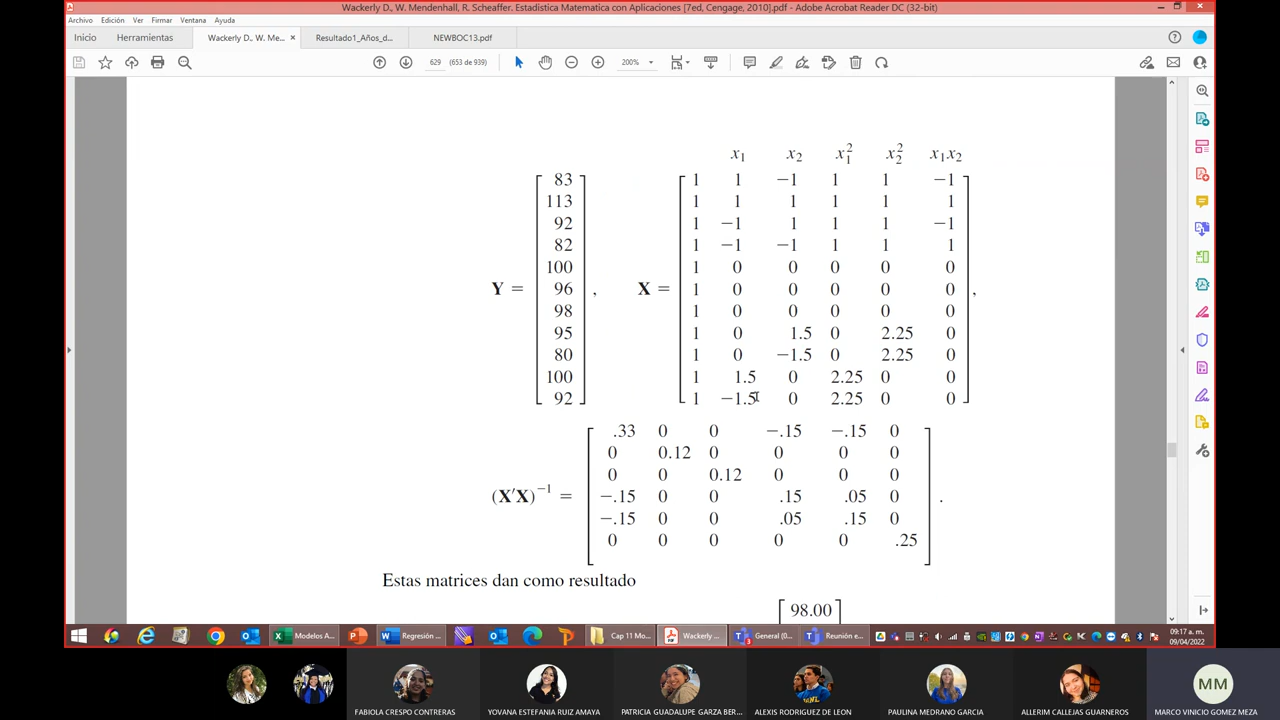 Wackerly D., W. Mendenhall, R. Scheaffer. Estadística Matematica con Aplicaciones [7ed, Cengage, 2010].pdf - Adobe Acrobat Reader DC (32-bit)
Archivo Edición Ver Firmar Ventana Ayuda
Inicio Herramientas Wackerly D., W. Me... × Resultado1_Años_d... NEWBOC13.pdf
629 (653 de 939) 200%
x₁ x₂ x₁² x₂² x₁x₂
83 1 1 −1 1 1 −1
113 1 1 1 1 1 1
92 1 −1 1 1 1 −1
82 1 −1 −1 1 1 1
100 1 0 0 0 0 0
Y = 96 , X = 1 0 0 0 0 0 ,
98 1 0 0 0 0 0
95 1 0 1.5 0 2.25 0
80 1 0 −1.5 0 2.25 0
100 1 1.5 0 2.25 0 0
92 1 −1.5 0 2.25 0 0
.33 0 0 −.15 −.15 0
0 0.12 0 0 0 0
0 0 0.12 0 0 0
(X′X)⁻¹ = −.15 0 0 .15 .05 0 .
−.15 0 0 .05 .15 0
0 0 0 0 0 .25
Estas matrices dan como resultado
98.00
Modelos A... Regresión ... Cap 11 Mo... Wackerly ... General (0... Reunión e... 09:17 a. m.
09/04/2022
MM
FABIOLA CRESPO CONTRERAS YOVANA ESTEFANIA RUIZ AMAYA PATRICIA GUADALUPE GARZA BER... ALEXIS RODRIGUEZ DE LEON PAULINA MEDRANO GARCIA ALLERIM CALLEJAS GUARNEROS MARCO VINICIO GOMEZ MEZA